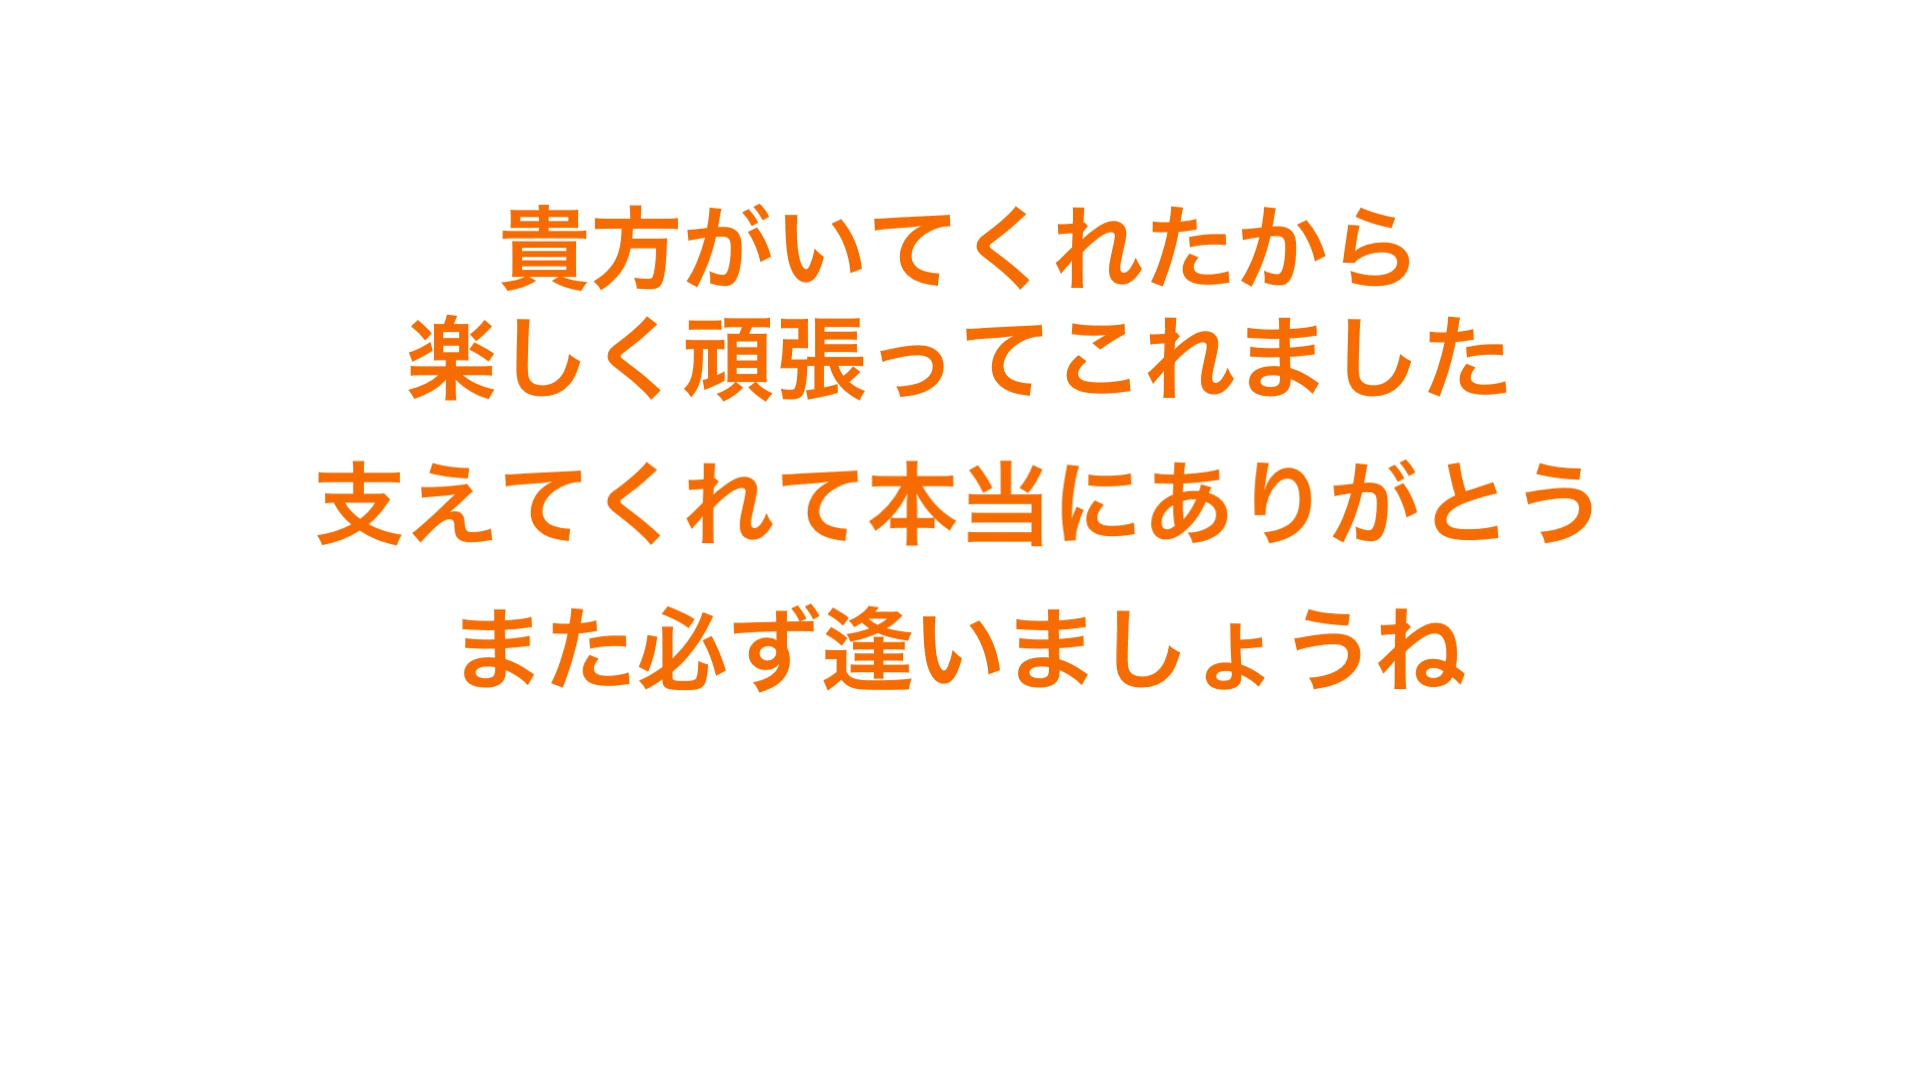 貴方がいてくれたから
楽しく頑張ってこれました
支えてくれて本当にありがとう
また必ず逢いましょうね